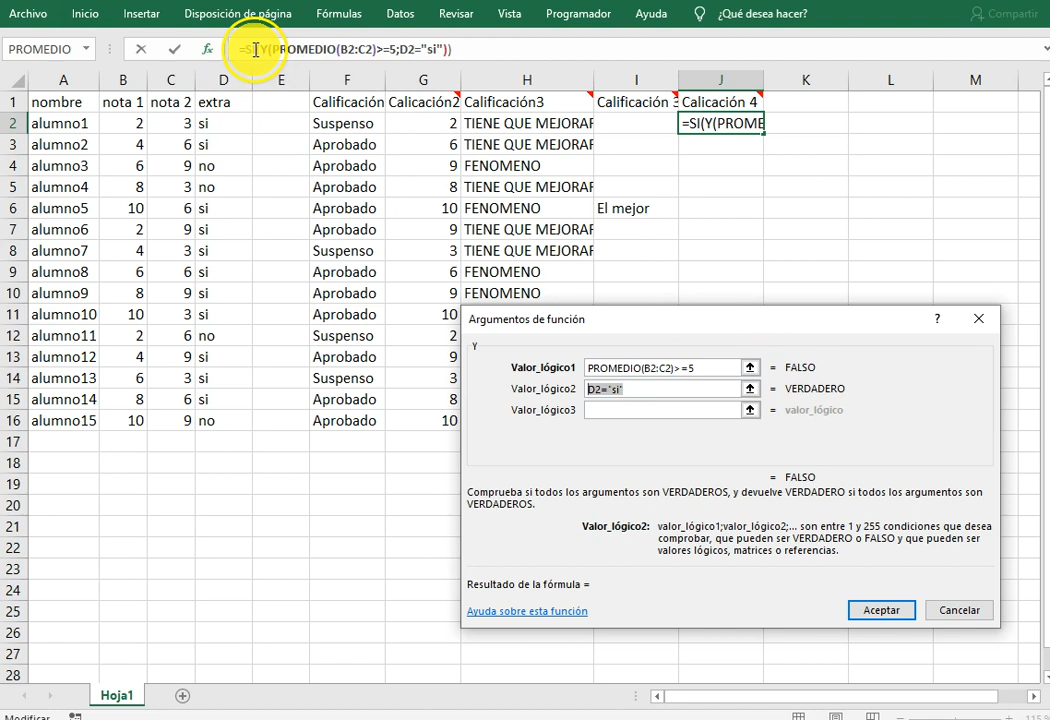 Archivo Inicio Insertar Disposición de página Fórmulas Datos Revisar Vista Programador Ayuda ¿Qué desea hacer? Compartir
PROMEDIO fx =SI(Y(PROMEDIO(B2:C2)>=5;D2="si"))
A B C D E F G H I J K L M
1 nombre nota 1 nota 2 extra Calificación Calicación2 Calificación3 Calificación 3 Calicación 4
2 alumno1 2 3 si Suspenso 2 TIENE QUE MEJORAR =SI(Y(PROME
3 alumno2 4 6 si Aprobado 6 TIENE QUE MEJORAR
4 alumno3 6 9 no Aprobado 9 FENOMENO
5 alumno4 8 3 no Aprobado 8 TIENE QUE MEJORAR
6 alumno5 10 6 si Aprobado 10 FENOMENO El mejor
7 alumno6 2 9 si Aprobado 9 TIENE QUE MEJORAR
8 alumno7 4 3 si Suspenso 3 TIENE QUE MEJORAR
9 alumno8 6 6 si Aprobado 6 FENOMENO
10 alumno9 8 9 si Aprobado 9 FENOMENO
11 alumno10 10 3 si Aprobado 10
12 alumno11 2 6 no Suspenso 2
13 alumno12 4 9 si Aprobado 9
14 alumno13 6 3 si Suspenso 3
15 alumno14 8 6 si Aprobado 8
16 alumno15 10 9 no Aprobado 10
17
18
19
20
21
22
23
24
25
26
27
28
Argumentos de función ?
Y
Valor_lógico1 PROMEDIO(B2:C2)>=5 = FALSO
Valor_lógico2 D2="si" = VERDADERO
Valor_lógico3 = valor_lógico
= FALSO
Comprueba si todos los argumentos son VERDADEROS, y devuelve VERDADERO si todos los argumentos son
VERDADEROS.
Valor_lógico2: valor_lógico1;valor_lógico2;... son entre 1 y 255 condiciones que desea
comprobar, que pueden ser VERDADERO o FALSO y que pueden ser
valores lógicos, matrices o referencias.
Resultado de la fórmula =
Ayuda sobre esta función Aceptar Cancelar
Hoja1
Modificar 115%